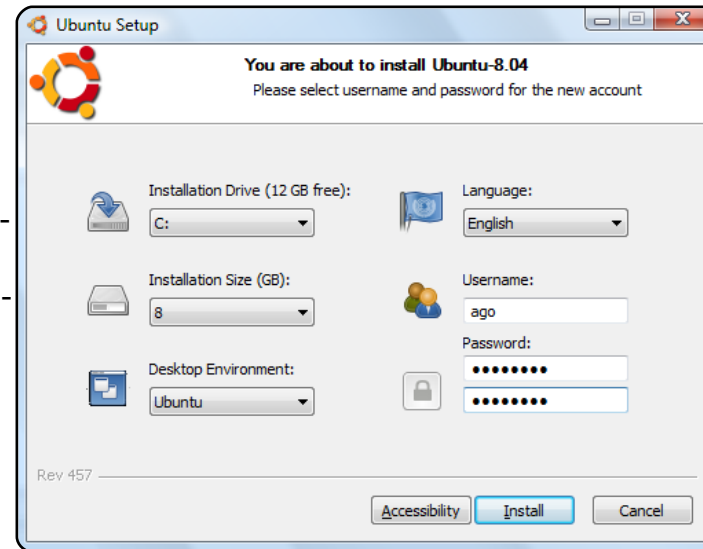 Ubuntu Setup
You are about to install Ubuntu-8.04
Please select username and password for the new account
Installation Drive (12 GB free):
C:
Language:
English
Installation Size (GB):
8
Username:
ago
Password:
••••••••
Desktop Environment:
Ubuntu
••••••••
Rev 457
Accessibility
Install
Cancel